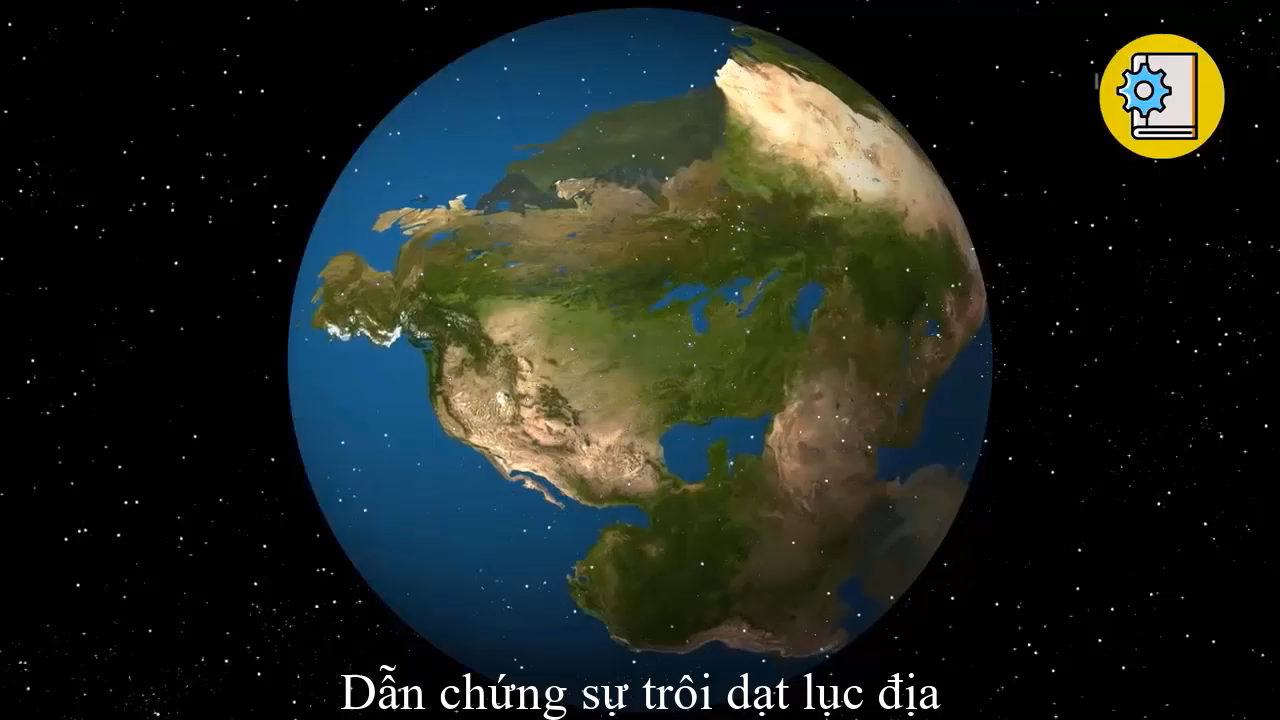 Dẫn chứng sự trôi dạt lục địa